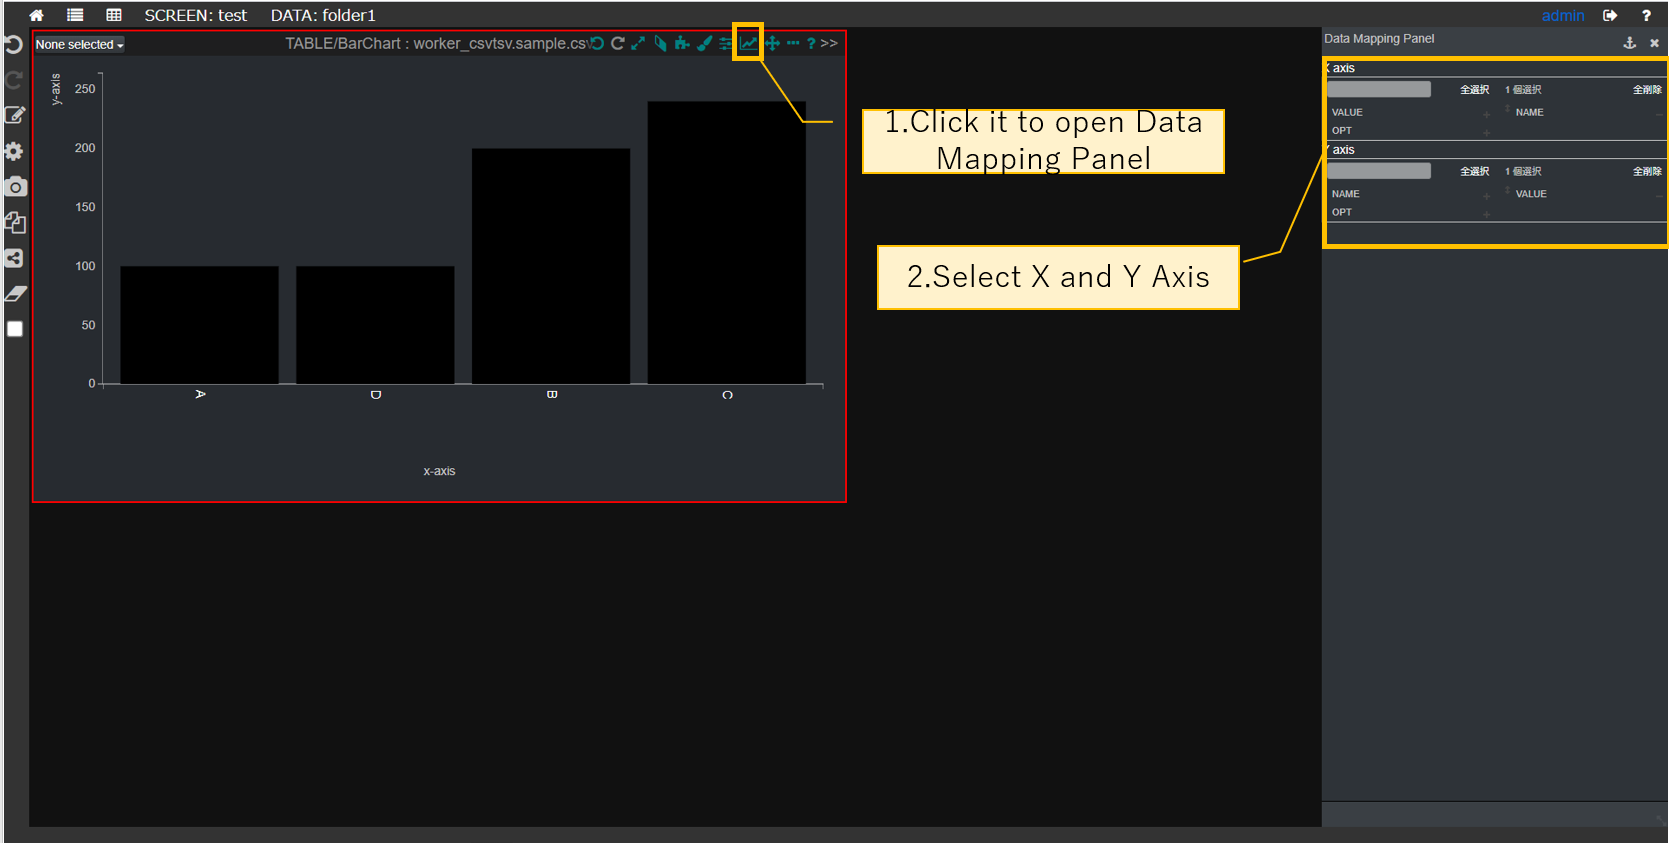 SCREEN: test DATA: folder1 admin ?
None selected TABLE/BarChart : worker_csvtsv.sample.csv ? >>
Data Mapping Panel
y-axis
250
200
150
100
50
0
A D B C
x-axis
1.Click it to open Data
Mapping Panel
2.Select X and Y Axis
X axis
全選択 1 個選択 全削除
VALUE NAME
OPT
Y axis
全選択 1 個選択 全削除
NAME VALUE
OPT